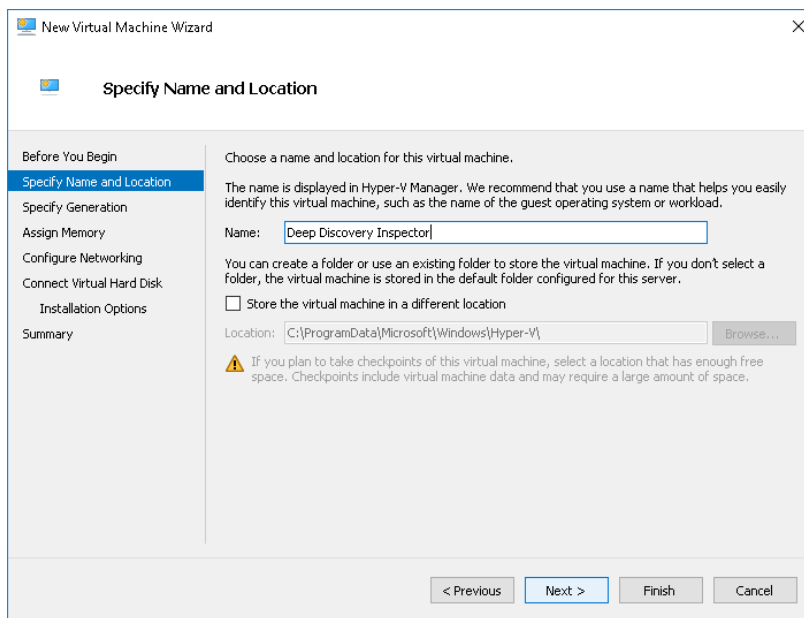 New Virtual Machine Wizard
Specify Name and Location
Before You Begin
Specify Name and Location
Specify Generation
Assign Memory
Configure Networking
Connect Virtual Hard Disk
Installation Options
Summary
Choose a name and location for this virtual machine.
The name is displayed in Hyper-V Manager. We recommend that you use a name that helps you easily
identify this virtual machine, such as the name of the guest operating system or workload.
Name: Deep Discovery Inspector
You can create a folder or use an existing folder to store the virtual machine. If you don't select a
folder, the virtual machine is stored in the default folder configured for this server.
Store the virtual machine in a different location
Location: C:\ProgramData\Microsoft\Windows\Hyper-V\ Browse...
If you plan to take checkpoints of this virtual machine, select a location that has enough free
space. Checkpoints include virtual machine data and may require a large amount of space.
< Previous Next > Finish Cancel